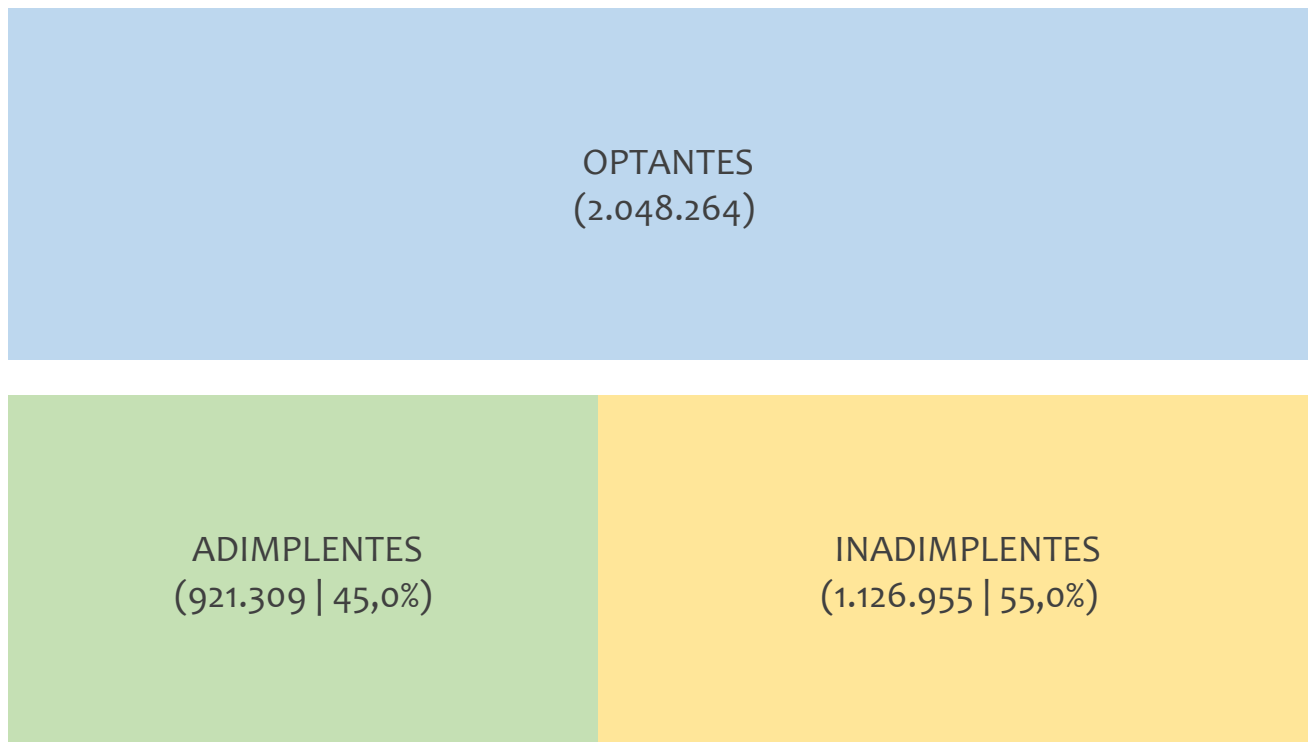 OPTANTES
(2.048.264)
ADIMPLENTES
(921.309 | 45,0%)
INADIMPLENTES
(1.126.955 | 55,0%)